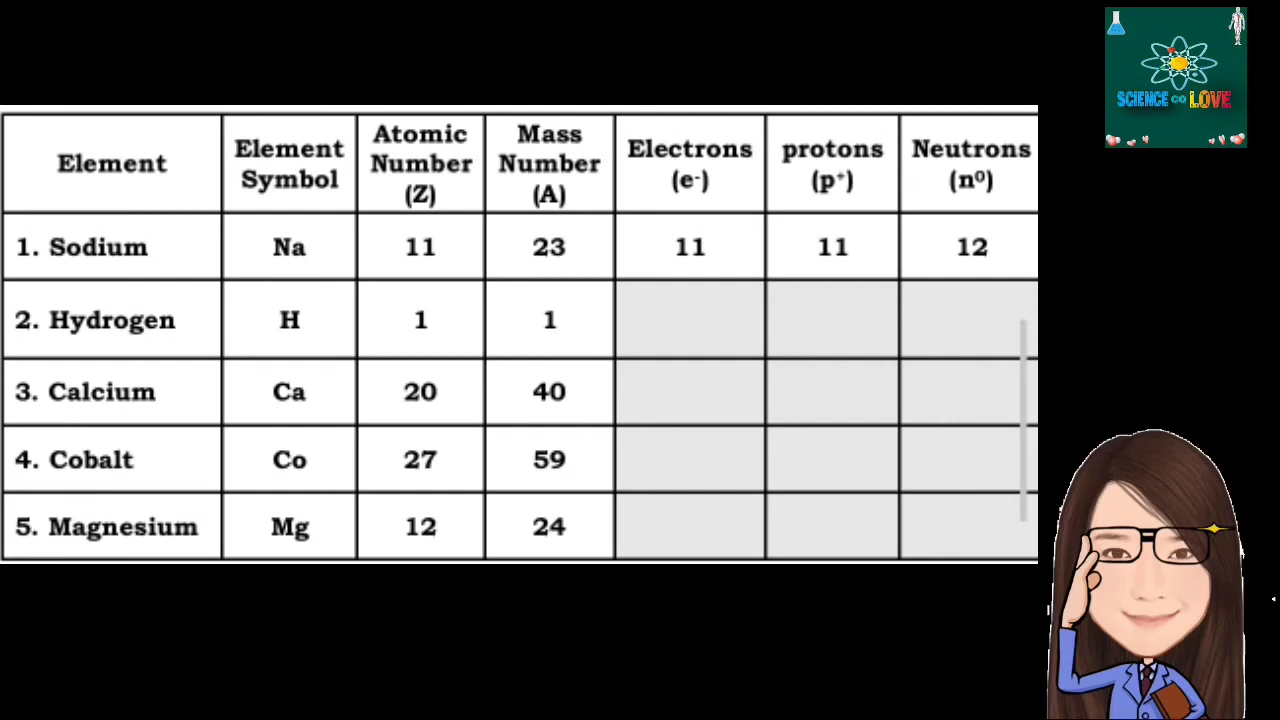 SCIENCE CO LOVE
Element
Element Symbol
Atomic Number (Z)
Mass Number (A)
Electrons (e-)
protons (p+)
Neutrons (n⁰)
1. Sodium Na 11 23 11 11 12
2. Hydrogen H 1 1
3. Calcium Ca 20 40
4. Cobalt Co 27 59
5. Magnesium Mg 12 24